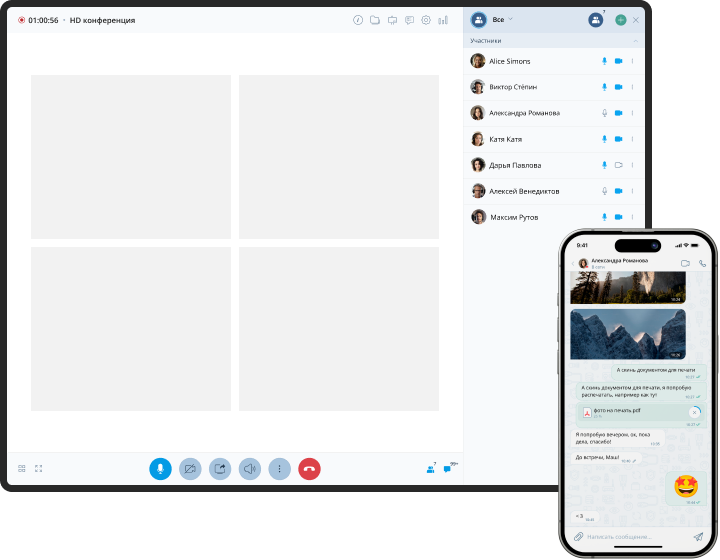 01:00:56 · HD конференция
Все
7
Участники
Alice Simons
Виктор Стёпин
Александра Романова
Катя Катя
Дарья Павлова
Алексей Венедиктов
Максим Рутов
7
99+
9:41
Александра Романова
В сети
А скинь документом для печати
А скинь документом для печати, я попробую
распечатать, например как тут
фото на печать.pdf
Я попробую вечером, ок, пока
дела, спасибо!
До встречи, Маш!
< 3
Написать сообщение...